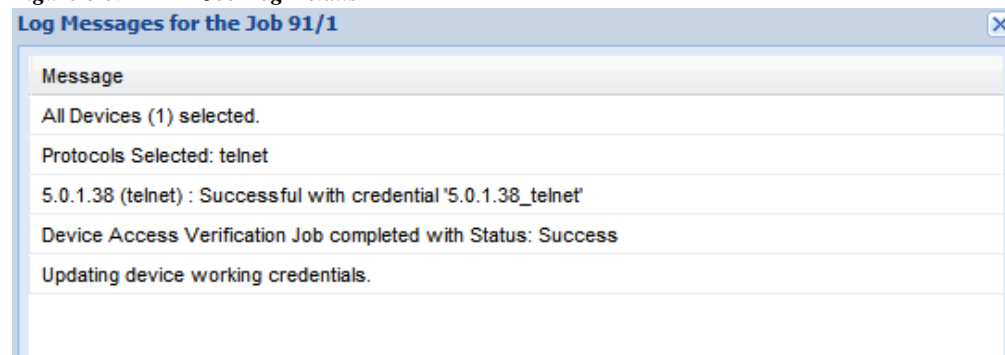 Log Messages for the Job 91/1
Message
All Devices (1) selected.
Protocols Selected: telnet
5.0.1.38 (telnet) : Successful with credential '5.0.1.38_telnet'
Device Access Verification Job completed with Status: Success
Updating device working credentials.